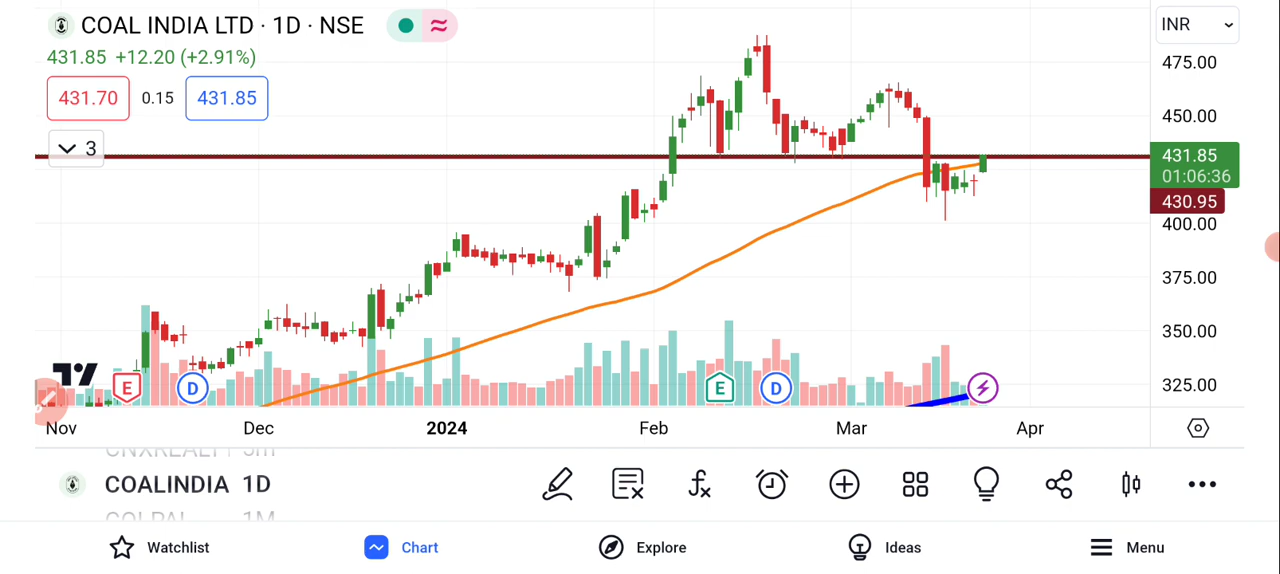 COAL INDIA LTD · 1D · NSE
INR
431.85 +12.20 (+2.91%)
431.70 0.15 431.85
3
475.00
450.00
431.85
01:06:36
430.95
400.00
375.00
350.00
325.00
E D E D
Nov Dec 2024 Feb Mar Apr
COALINDIA 1D
Watchlist Chart Explore Ideas Menu